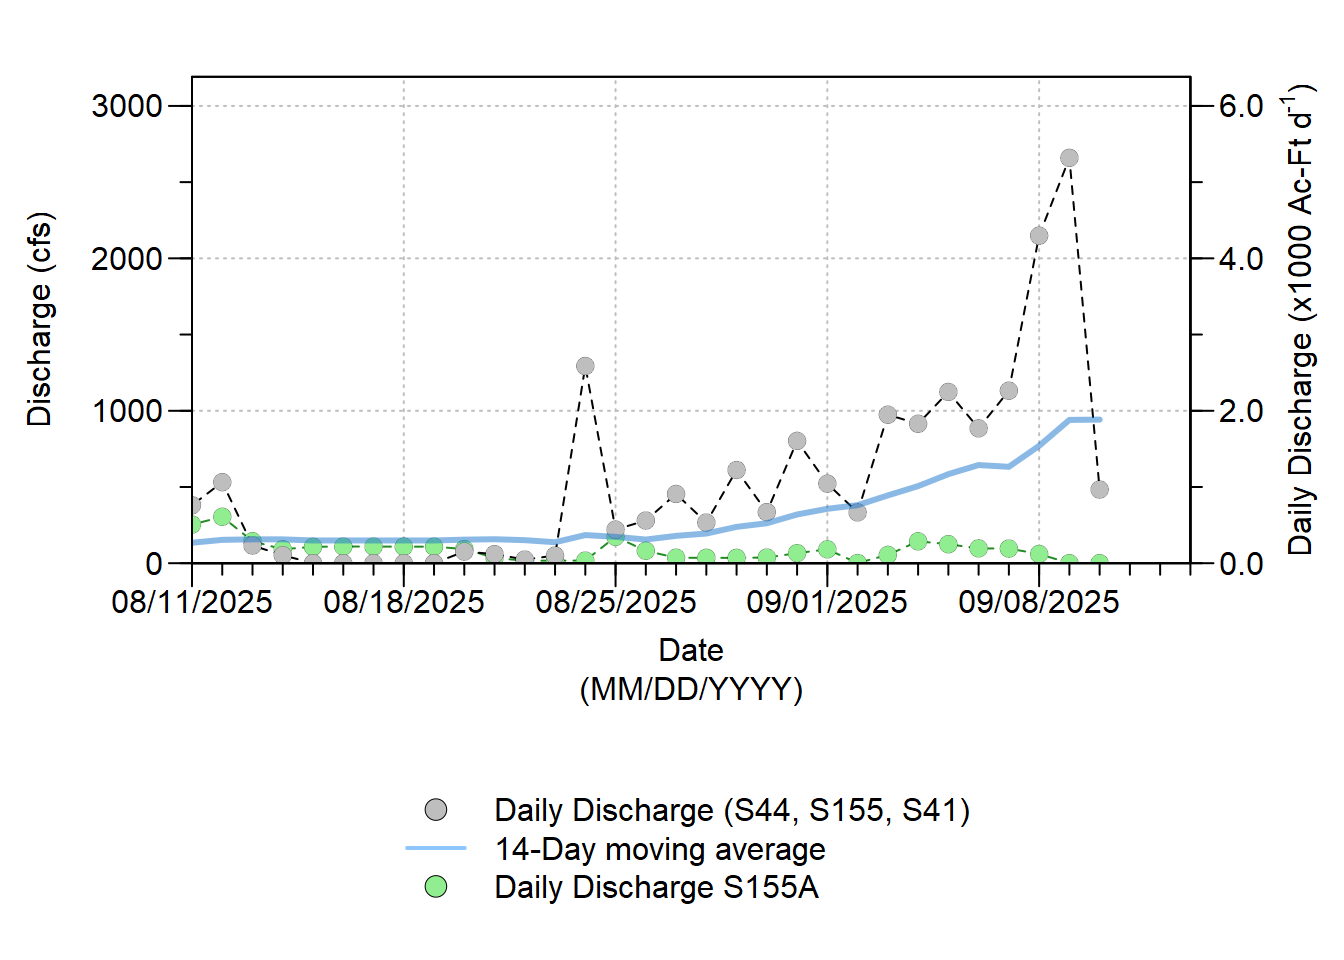 3000
2000
1000
0
Discharge (cfs)
6.0
4.0
2.0
0.0
Daily Discharge (x1000 Ac-Ft d-1)
08/11/2025 08/18/2025 08/25/2025 09/01/2025 09/08/2025
Date
(MM/DD/YYYY)
Daily Discharge (S44, S155, S41)
14-Day moving average
Daily Discharge S155A